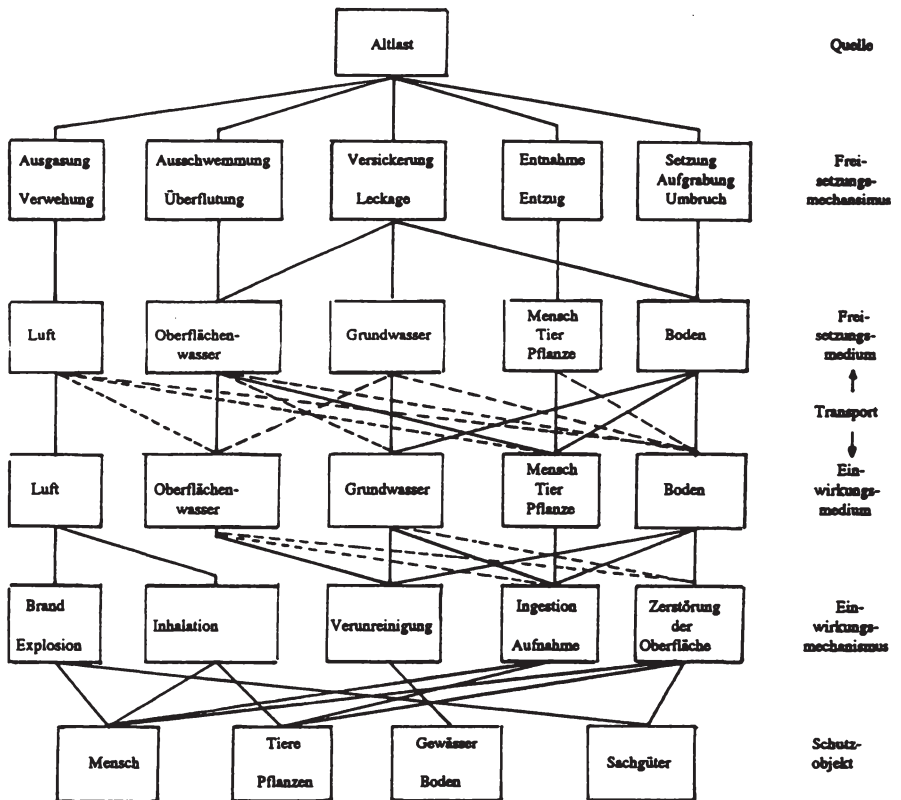 Altlast
Quelle
Ausgasung
Verwehung
Ausschwemmung
Überflutung
Versickerung
Leckage
Entnahme
Entzug
Setzung
Aufgrabung
Umbruch
Frei-
setzungs-
mechansimus
Luft
Oberflächen-
wasser
Grundwasser
Mensch
Tier
Pflanze
Boden
Frei-
setzungs-
medium
Transport
Luft
Oberflächen-
wasser
Grundwasser
Mensch
Tier
Pflanze
Boden
Ein-
wirkungs-
medium
Brand
Explosion
Inhalation
Verunreinigung
Ingestion
Aufnahme
Zerstörung
der
Oberfläche
Ein-
wirkungs-
mechanismus
Mensch
Tiere
Pflanzen
Gewässer
Boden
Sachgüter
Schutz-
objekt